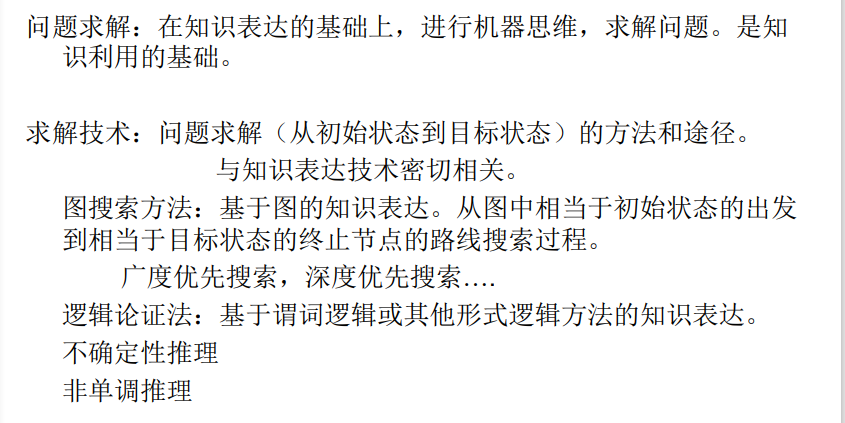 问题求解：在知识表达的基础上，进行机器思维，求解问题。是知
识利用的基础。
求解技术：问题求解（从初始状态到目标状态）的方法和途径。
与知识表达技术密切相关。
图搜索方法：基于图的知识表达。从图中相当于初始状态的出发
到相当于目标状态的终止节点的路线搜索过程。
广度优先搜索，深度优先搜索….
逻辑论证法：基于谓词逻辑或其他形式逻辑方法的知识表达。
不确定性推理
非单调推理